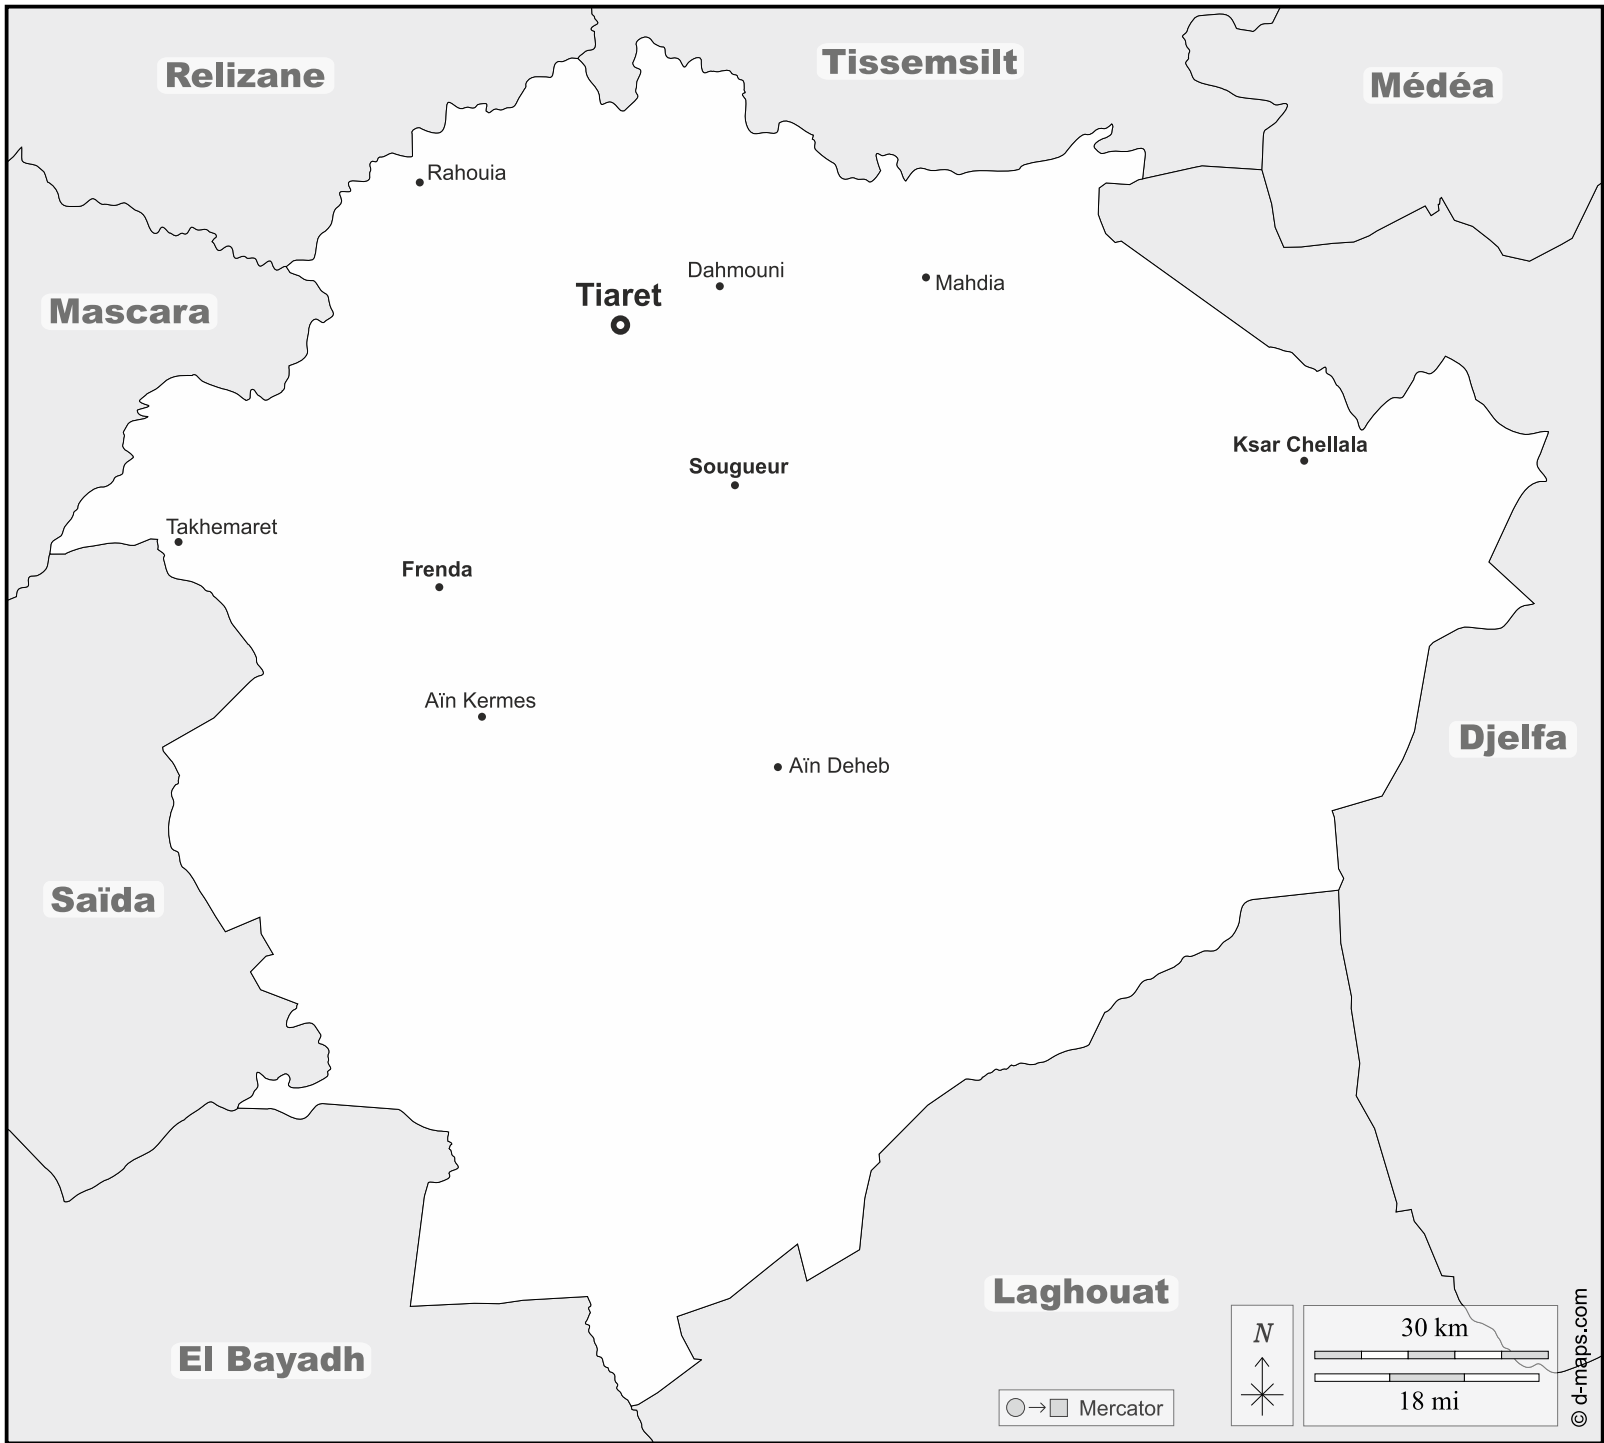 Relizane
Tissemsilt
Médéa
Rahouia
Dahmouni
Mahdia
Tiaret
Mascara
Ksar Chellala
Sougueur
Takhemaret
Frenda
Aïn Kermes
Djelfa
Aïn Deheb
Saïda
Laghouat
El Bayadh
N
30 km
18 mi
Mercator
© d-maps.com